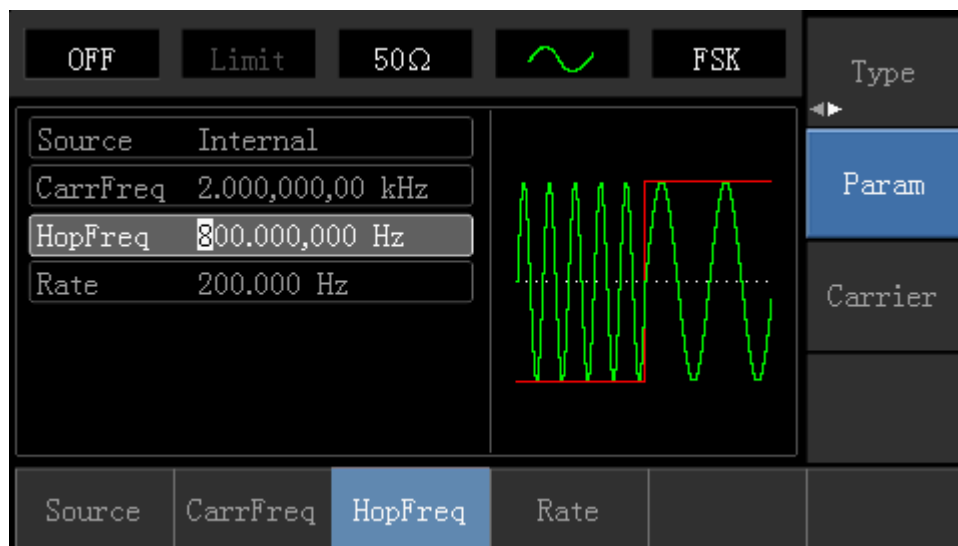 OFF Limit 50Ω FSK
Type
Source Internal
CarrFreq 2.000,000,00 kHz
HopFreq 800.000,000 Hz
Rate 200.000 Hz
Param
Carrier
Source CarrFreq HopFreq Rate